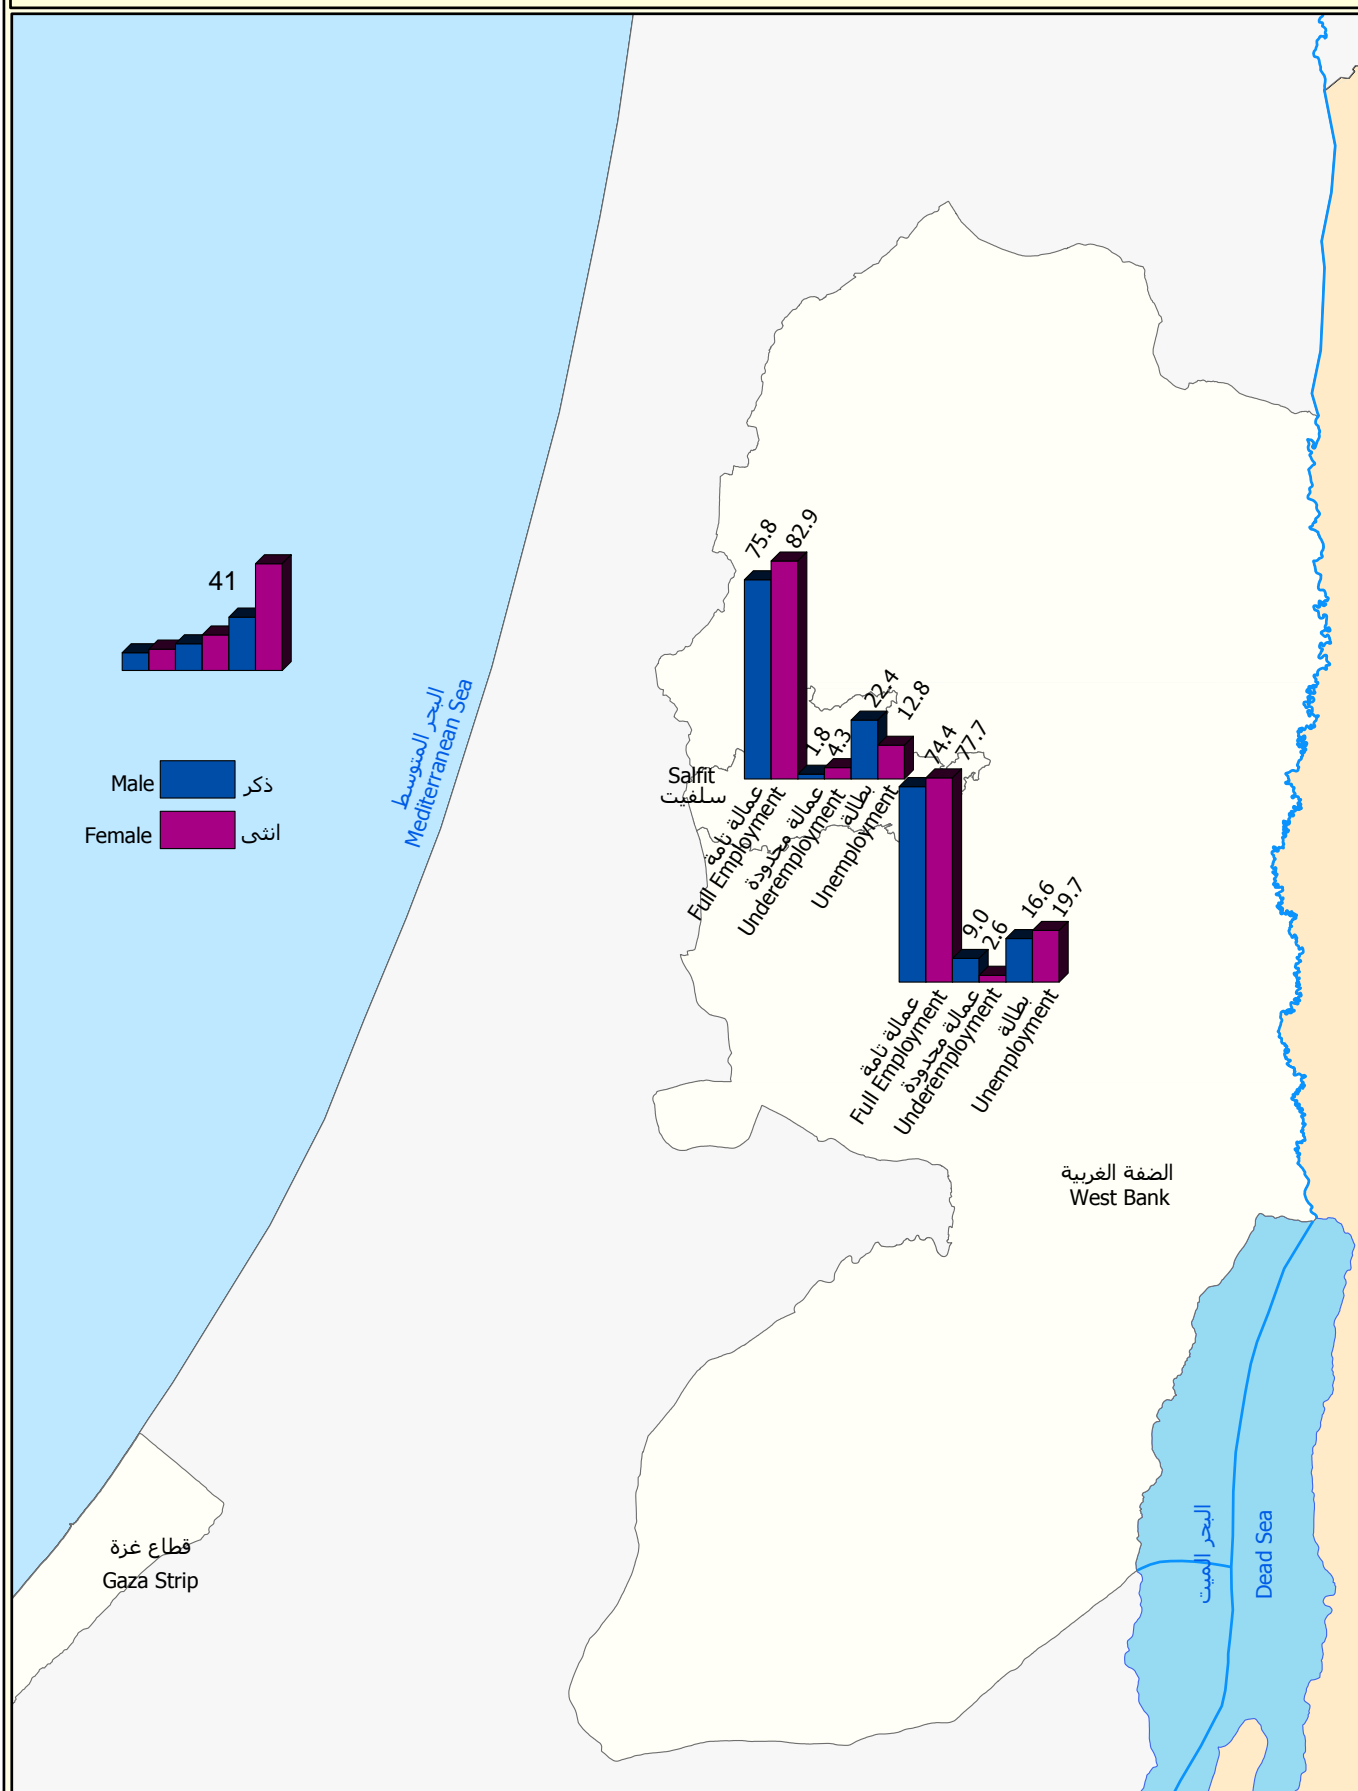 75.8
82.9
41
22.4
12.8
1.8
4.3
74.4
77.7
البحر المتوسط
Mediterranean Sea
Male
ذكر
Female
انثى
Salfit
سلفيت
عمالة تامة
Full Employment
عمالة محدودة
Underemployment
بطالة
Unemployment
9.0
2.6
16.6
19.7
عمالة تامة
Full Employment
عمالة محدودة
Underemployment
بطالة
Unemployment
الضفة الغربية
West Bank
البحر الميت
Dead Sea
قطاع غزة
Gaza Strip